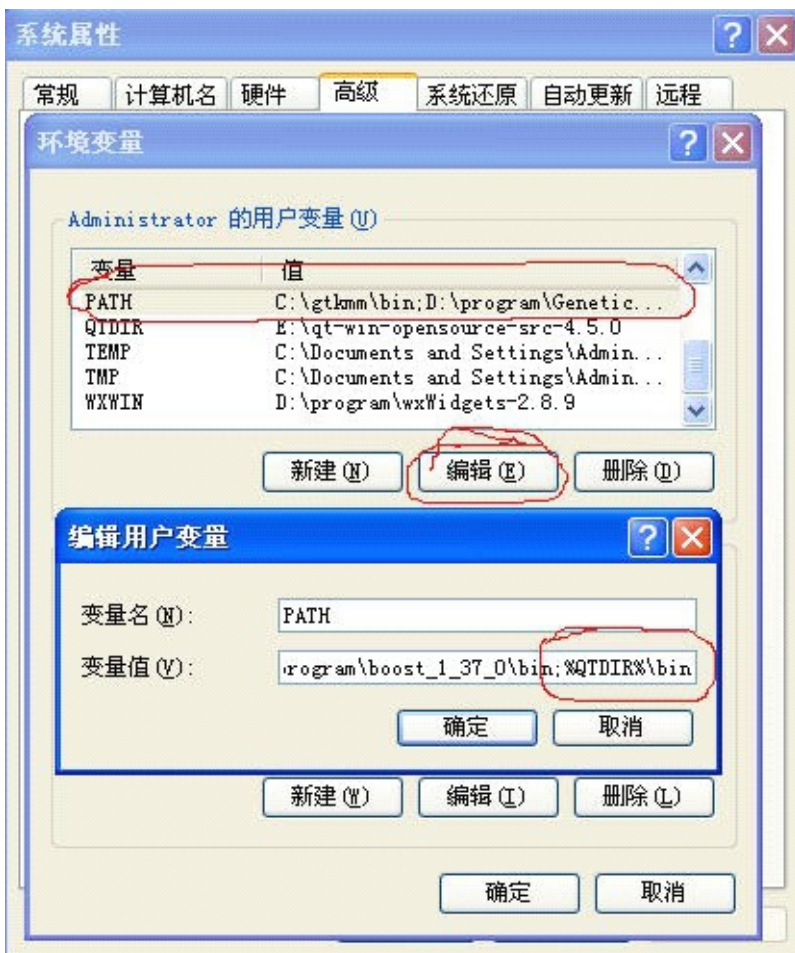 系统属性
常规 计算机名 硬件 高级 系统还原 自动更新 远程
环境变量
Administrator 的用户变量(U)
变量 值
PATH C:\gtkmm\bin;D:\program\Genetic...
QTDIR E:\qt-win-opensource-src-4.5.0
TEMP C:\Documents and Settings\Admin...
TMP C:\Documents and Settings\Admin...
WXWIN D:\program\wxWidgets-2.8.9
新建(N) 编辑(E) 删除(D)
编辑用户变量
变量名(N): PATH
变量值(V): rogram\boost_1_37_0\bin;%QTDIR%\bin
确定 取消
新建(W) 编辑(I) 删除(L)
确定 取消